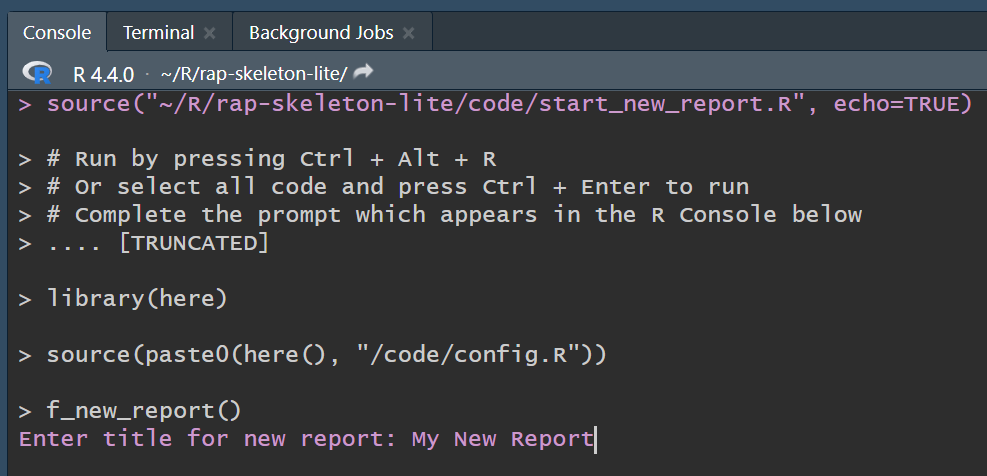 Console Terminal × Background Jobs ×
R R 4.4.0 · ~/R/rap-skeleton-lite/
> source("~/R/rap-skeleton-lite/code/start_new_report.R", echo=TRUE)
> # Run by pressing Ctrl + Alt + R
> # Or select all code and press Ctrl + Enter to run
> # Complete the prompt which appears in the R Console below
> .... [TRUNCATED]
> library(here)
> source(paste0(here(), "/code/config.R"))
> f_new_report()
Enter title for new report: My New Report